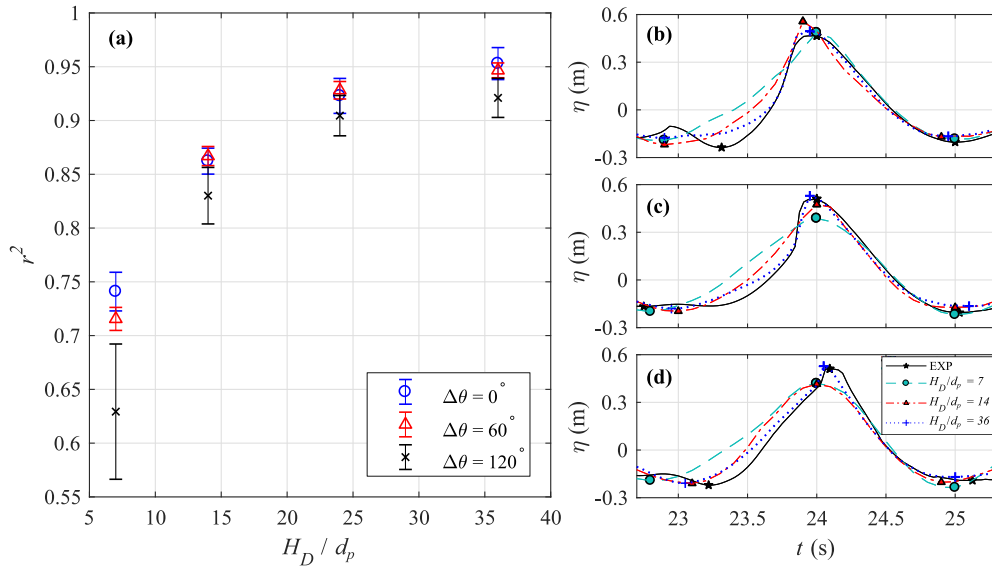 (a)
1
0.95
0.9
0.85
0.8
0.75
0.7
0.65
0.6
0.55
r²
5 10 15 20 25 30 35 40
H_D / d_p
Δθ = 0°
Δθ = 60°
Δθ = 120°
(b)
0.6
0.3
0
-0.3
η (m)
(c)
0.6
0.3
0
-0.3
η (m)
(d)
0.6
0.3
0
-0.3
η (m)
EXP
H_D/d_p = 7
H_D/d_p = 14
H_D/d_p = 36
23 23.5 24 24.5 25
t (s)